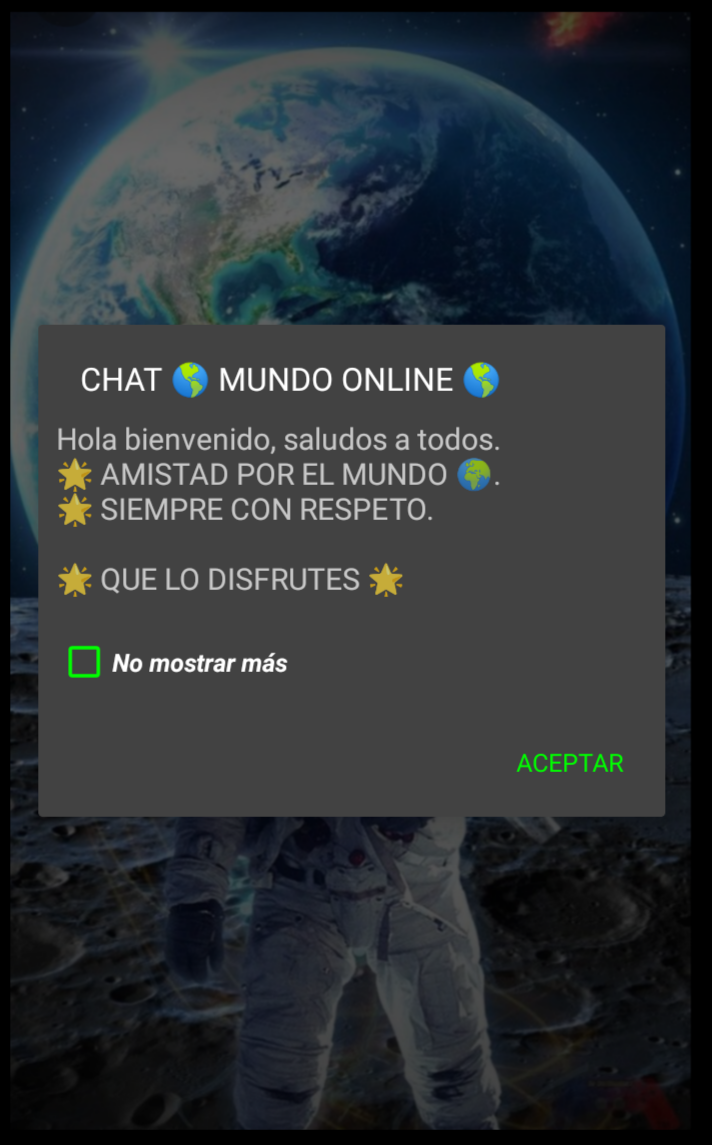 CHAT 🌎 MUNDO ONLINE 🌎
Hola bienvenido, saludos a todos.
🌟 AMISTAD POR EL MUNDO 🌍.
🌟 SIEMPRE CON RESPETO.
🌟 QUE LO DISFRUTES 🌟
No mostrar más
ACEPTAR